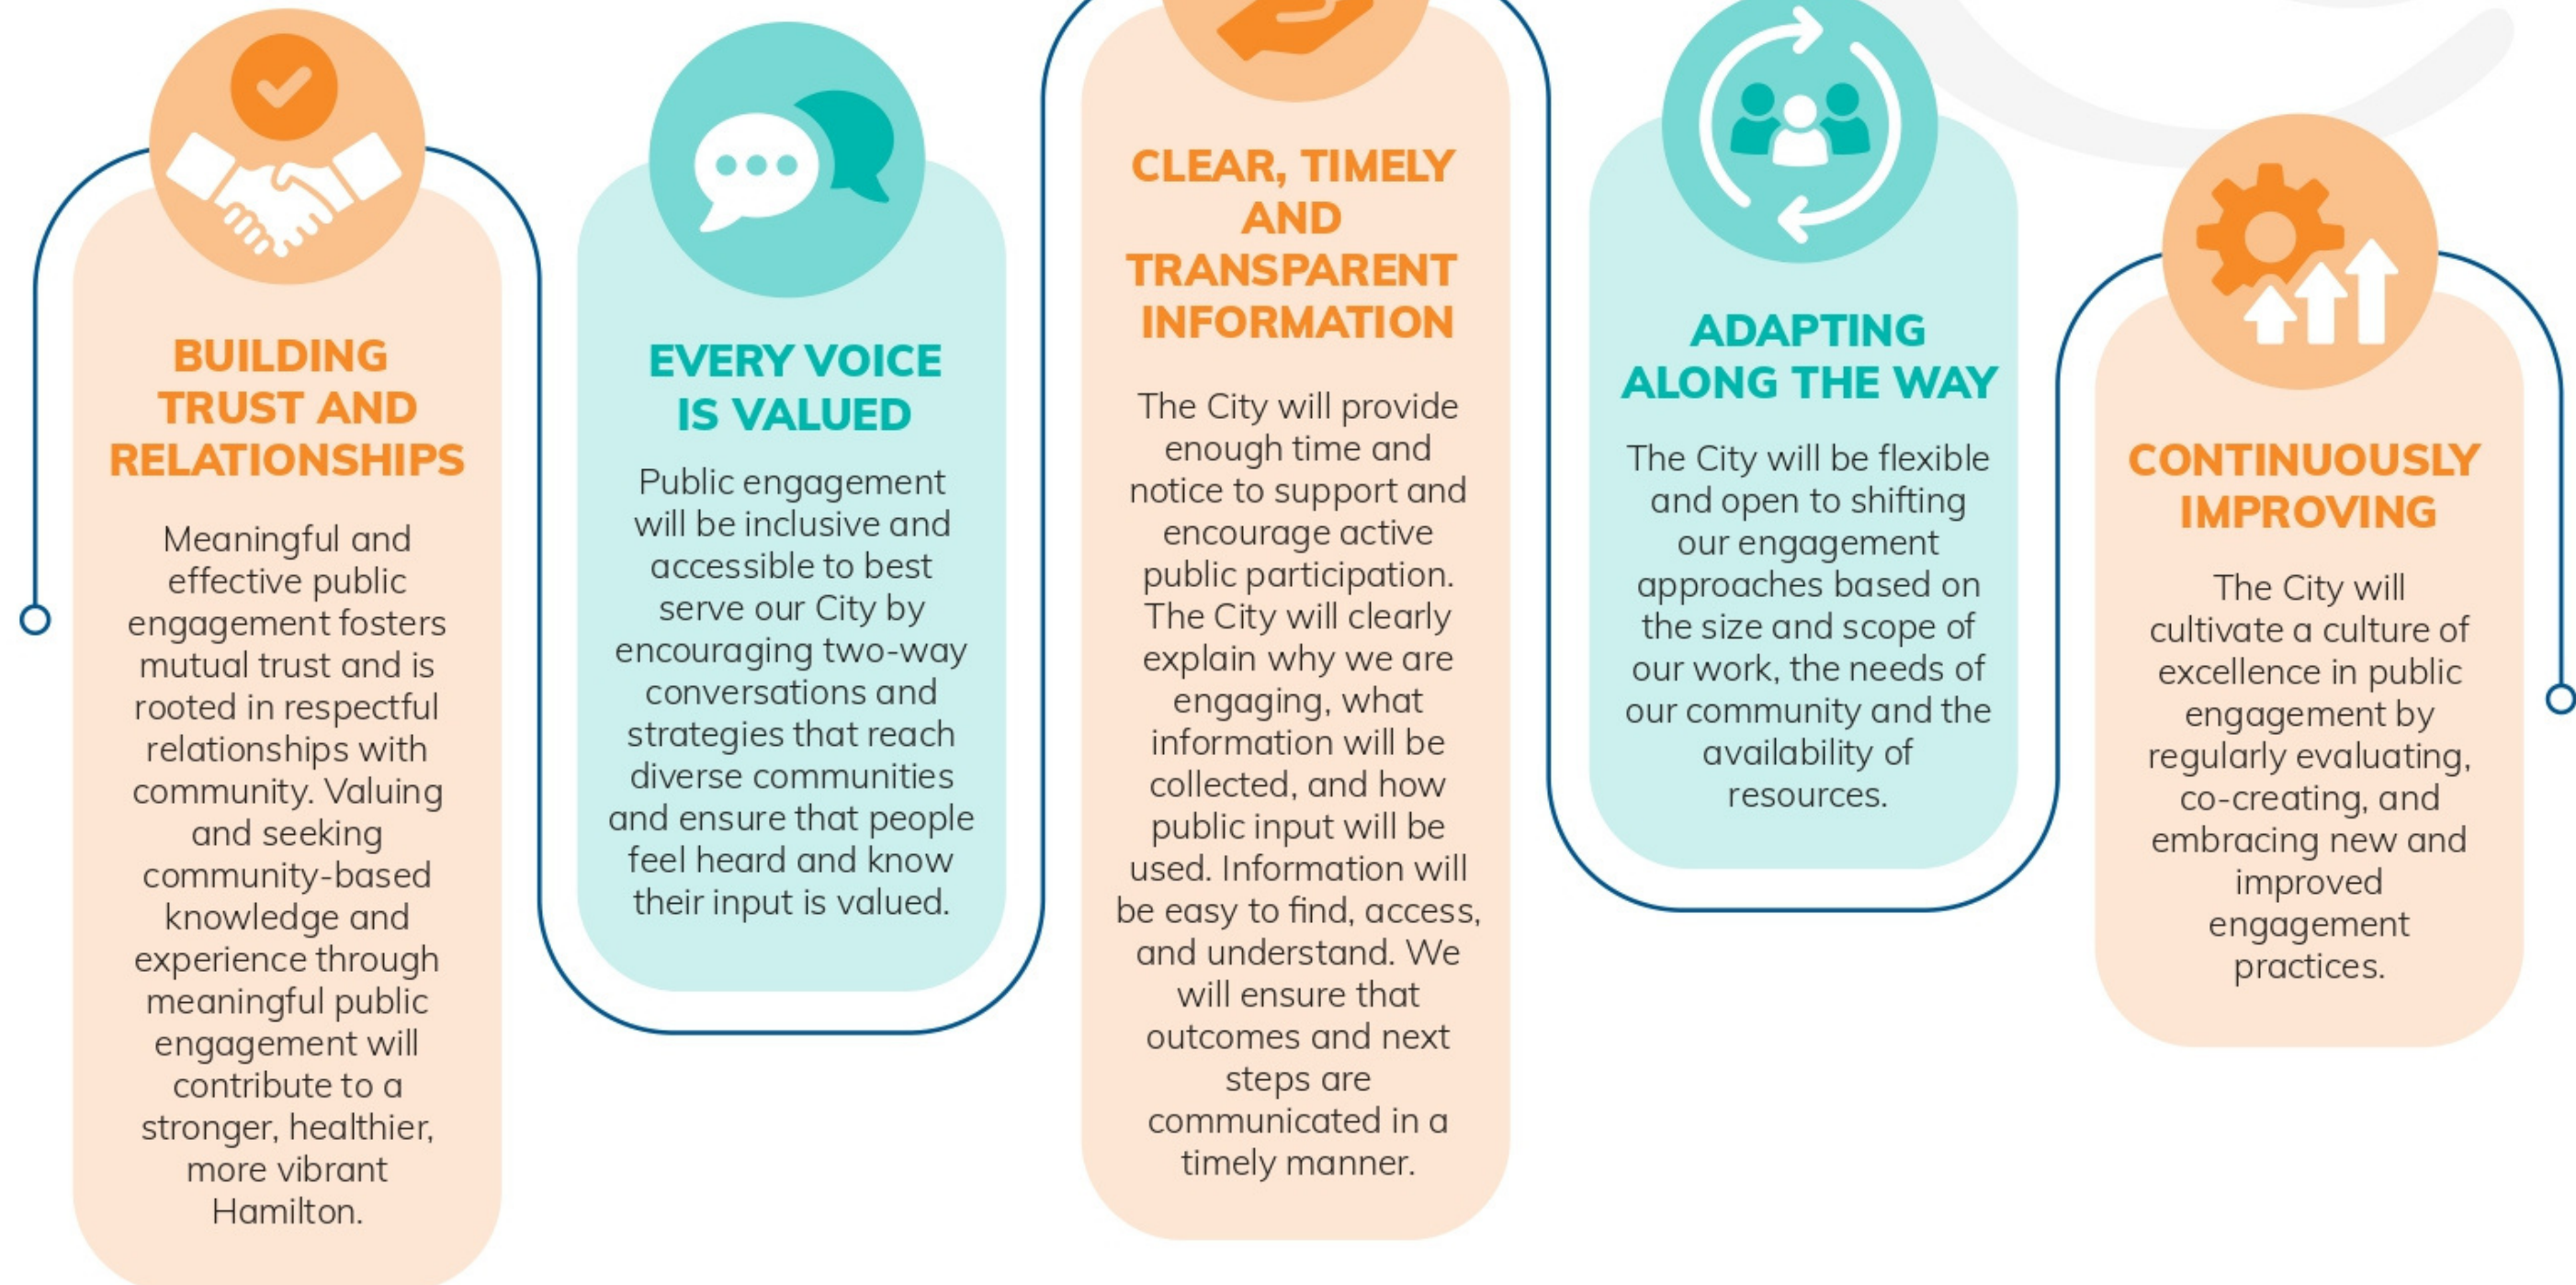 BUILDING
TRUST AND
RELATIONSHIPS
Meaningful and
effective public
engagement fosters
mutual trust and is
rooted in respectful
relationships with
community. Valuing
and seeking
community-based
knowledge and
experience through
meaningful public
engagement will
contribute to a
stronger, healthier,
more vibrant
Hamilton.
EVERY VOICE
IS VALUED
Public engagement
will be inclusive and
accessible to best
serve our City by
encouraging two-way
conversations and
strategies that reach
diverse communities
and ensure that people
feel heard and know
their input is valued.
CLEAR, TIMELY
AND
TRANSPARENT
INFORMATION
The City will provide
enough time and
notice to support and
encourage active
public participation.
The City will clearly
explain why we are
engaging, what
information will be
collected, and how
public input will be
used. Information will
be easy to find, access,
and understand. We
will ensure that
outcomes and next
steps are
communicated in a
timely manner.
ADAPTING
ALONG THE WAY
The City will be flexible
and open to shifting
our engagement
approaches based on
the size and scope of
our work, the needs of
our community and the
availability of
resources.
CONTINUOUSLY
IMPROVING
The City will
cultivate a culture of
excellence in public
engagement by
regularly evaluating,
co-creating, and
embracing new and
improved
engagement
practices.